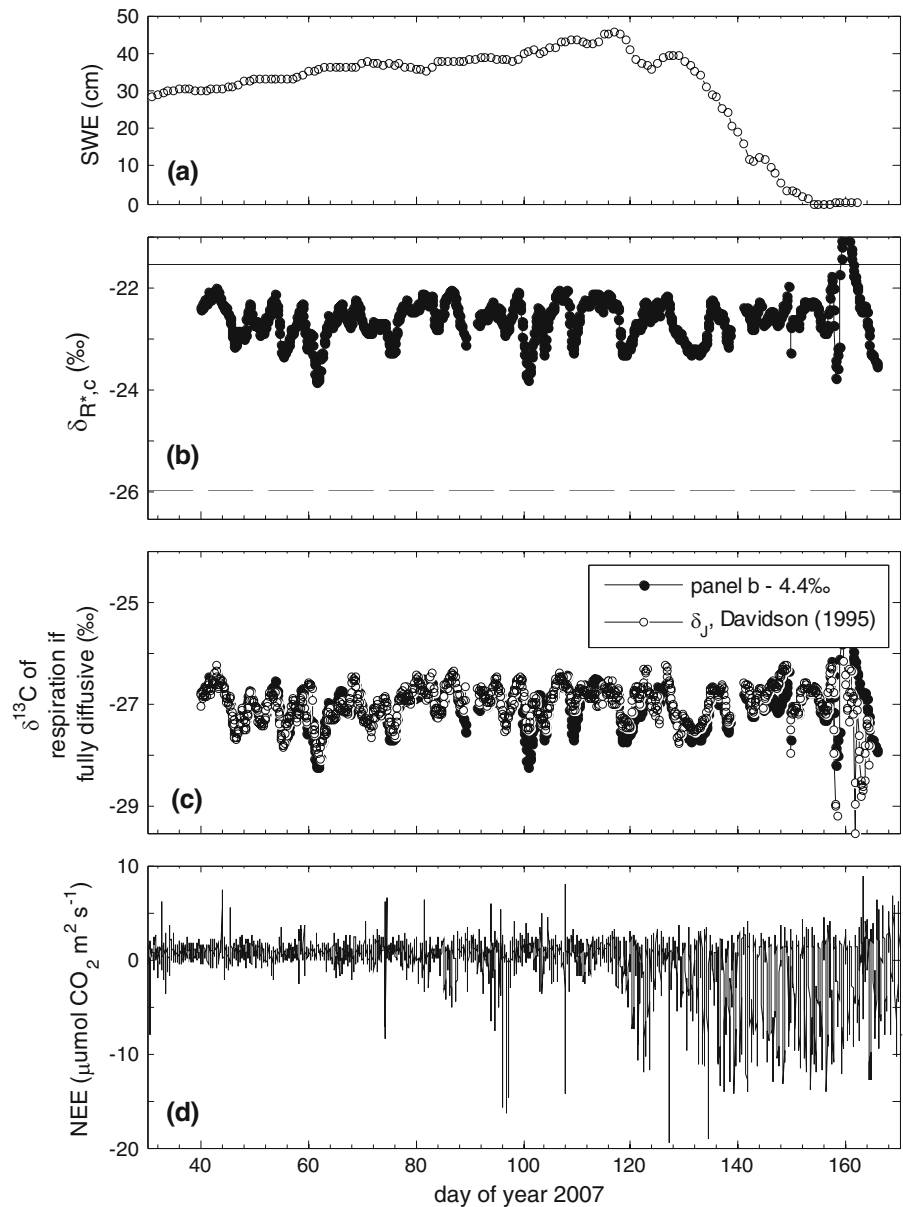 50
40
30
20
10
0
SWE (cm)
(a)
-22
-24
-26
δR*,c (‰)
(b)
-25
-27
-29
δ¹³C of
respiration if
fully diffusive (‰)
panel b - 4.4‰
δJ, Davidson (1995)
(c)
10
0
-10
-20
NEE (μumol CO₂ m² s⁻¹)
(d)
40 60 80 100 120 140 160
day of year 2007